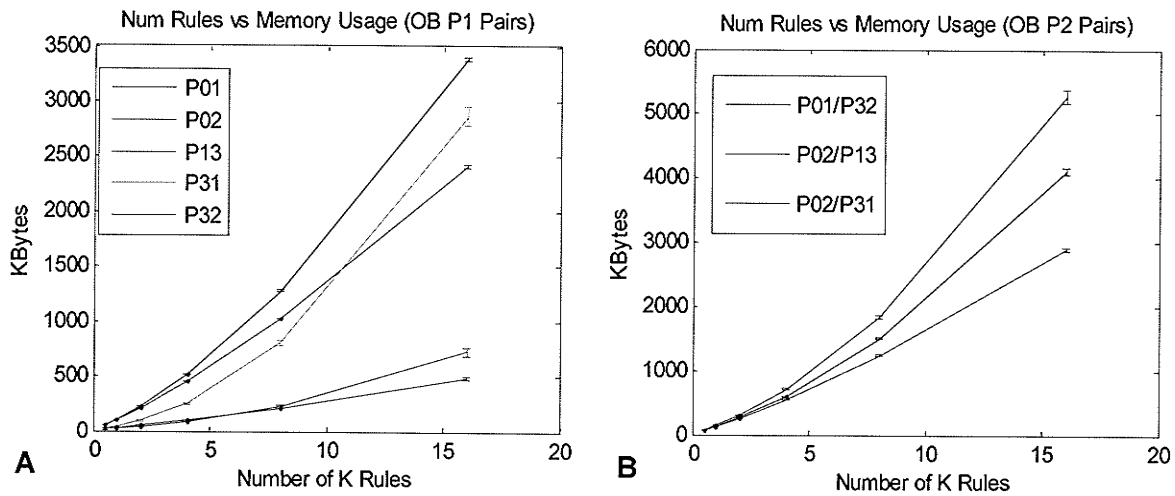 Num Rules vs Memory Usage (OB P1 Pairs)
3500
3000
2500
2000
1500
1000
500
0
KBytes
P01
P02
P13
P31
P32
0
5
10
15
20
Number of K Rules
A
Num Rules vs Memory Usage (OB P2 Pairs)
6000
5000
4000
3000
2000
1000
0
KBytes
P01/P32
P02/P13
P02/P31
0
5
10
15
20
Number of K Rules
B